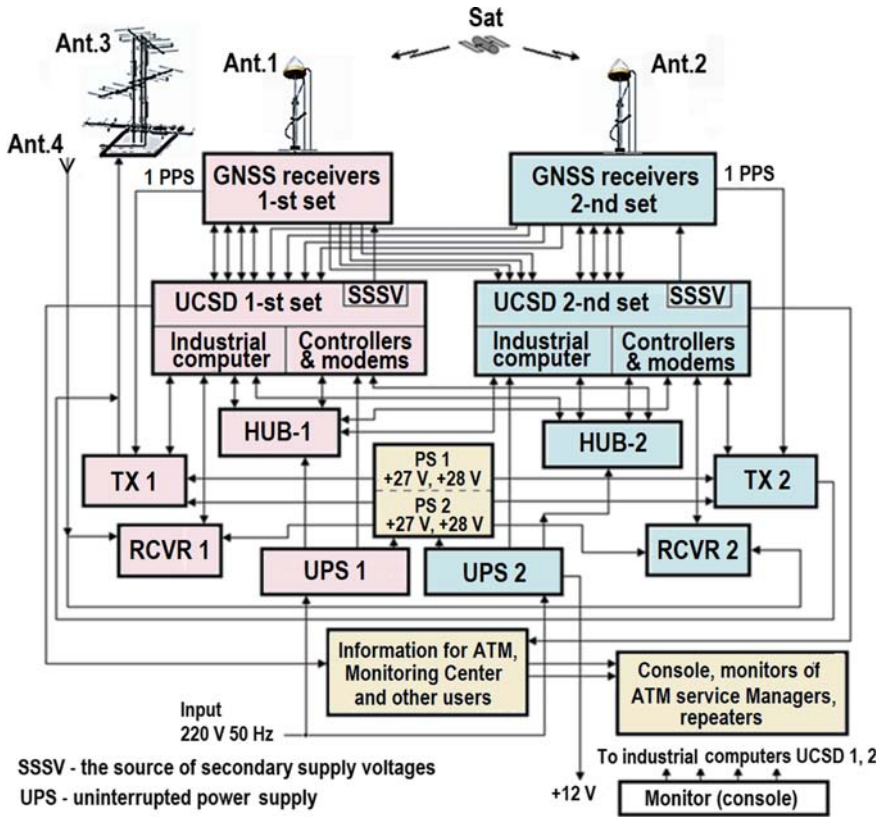 Sat
Ant.3
Ant.1
Ant.2
Ant.4
1 PPS
GNSS receivers
1-st set
GNSS receivers
2-nd set
1 PPS
UCSD 1-st set
SSSV
Industrial
computer
Controllers
& modems
UCSD 2-nd set
SSSV
Industrial
computer
Controllers
& modems
HUB-1
HUB-2
TX 1
PS 1
+27 V, +28 V
PS 2
+27 V, +28 V
TX 2
RCVR 1
UPS 1
UPS 2
RCVR 2
Information for ATM,
Monitoring Center
and other users
Console, monitors of
ATM service Managers,
repeaters
Input
220 V 50 Hz
SSSV - the source of secondary supply voltages
UPS - uninterrupted power supply
+12 V
To industrial computers UCSD 1, 2
Monitor (console)